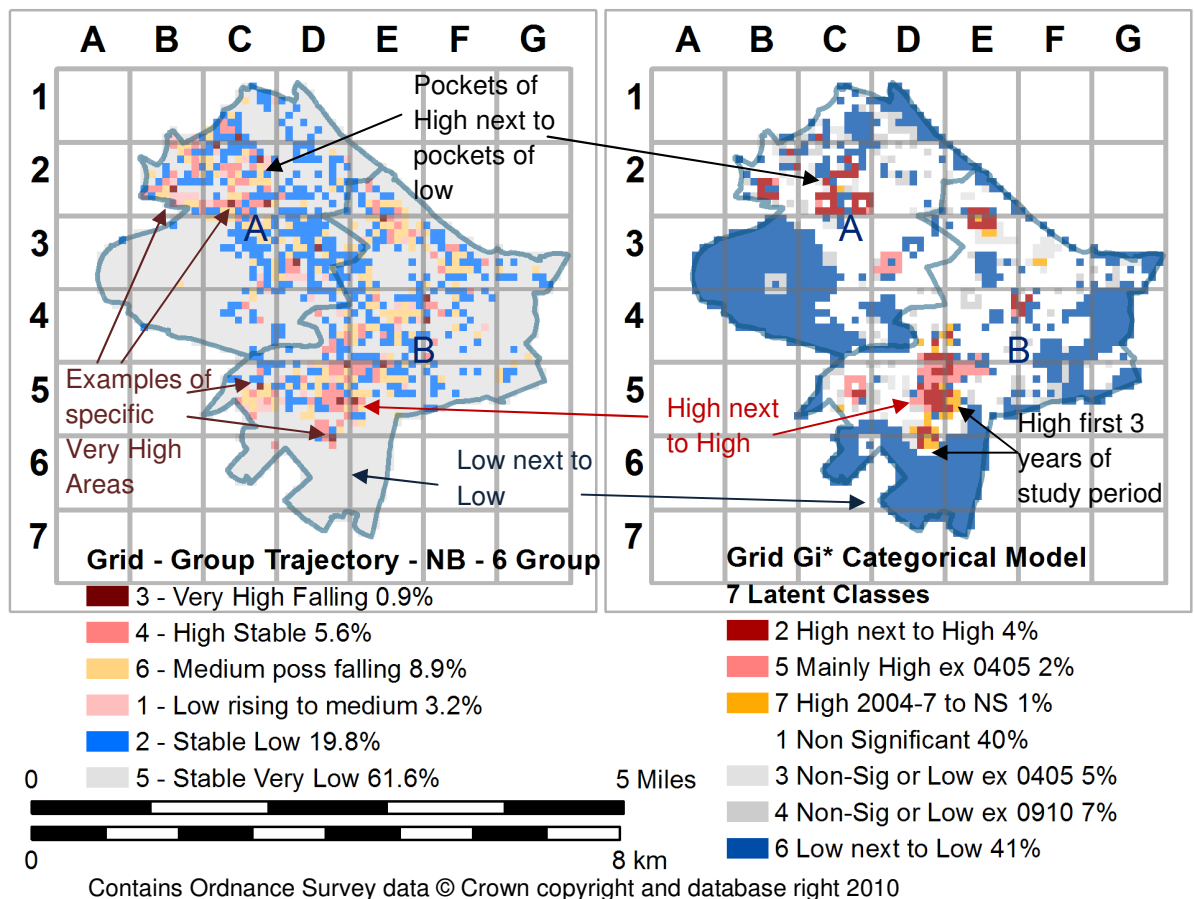 A B C D E F G
A B C D E F G
1
2
3
4
5
6
7
1
2
3
4
5
6
7
Pockets of
High next to
pockets of
low
A
B
A
B
Examples of
specific
Very High
Areas
High next
to High
Low next to
Low
High first 3
years of
study period
Grid - Group Trajectory - NB - 6 Group
3 - Very High Falling 0.9%
4 - High Stable 5.6%
6 - Medium poss falling 8.9%
1 - Low rising to medium 3.2%
2 - Stable Low 19.8%
5 - Stable Very Low 61.6%
Grid Gi* Categorical Model
7 Latent Classes
2 High next to High 4%
5 Mainly High ex 0405 2%
7 High 2004-7 to NS 1%
1 Non Significant 40%
3 Non-Sig or Low ex 0405 5%
4 Non-Sig or Low ex 0910 7%
6 Low next to Low 41%
0 5 Miles
0 8 km
Contains Ordnance Survey data © Crown copyright and database right 2010